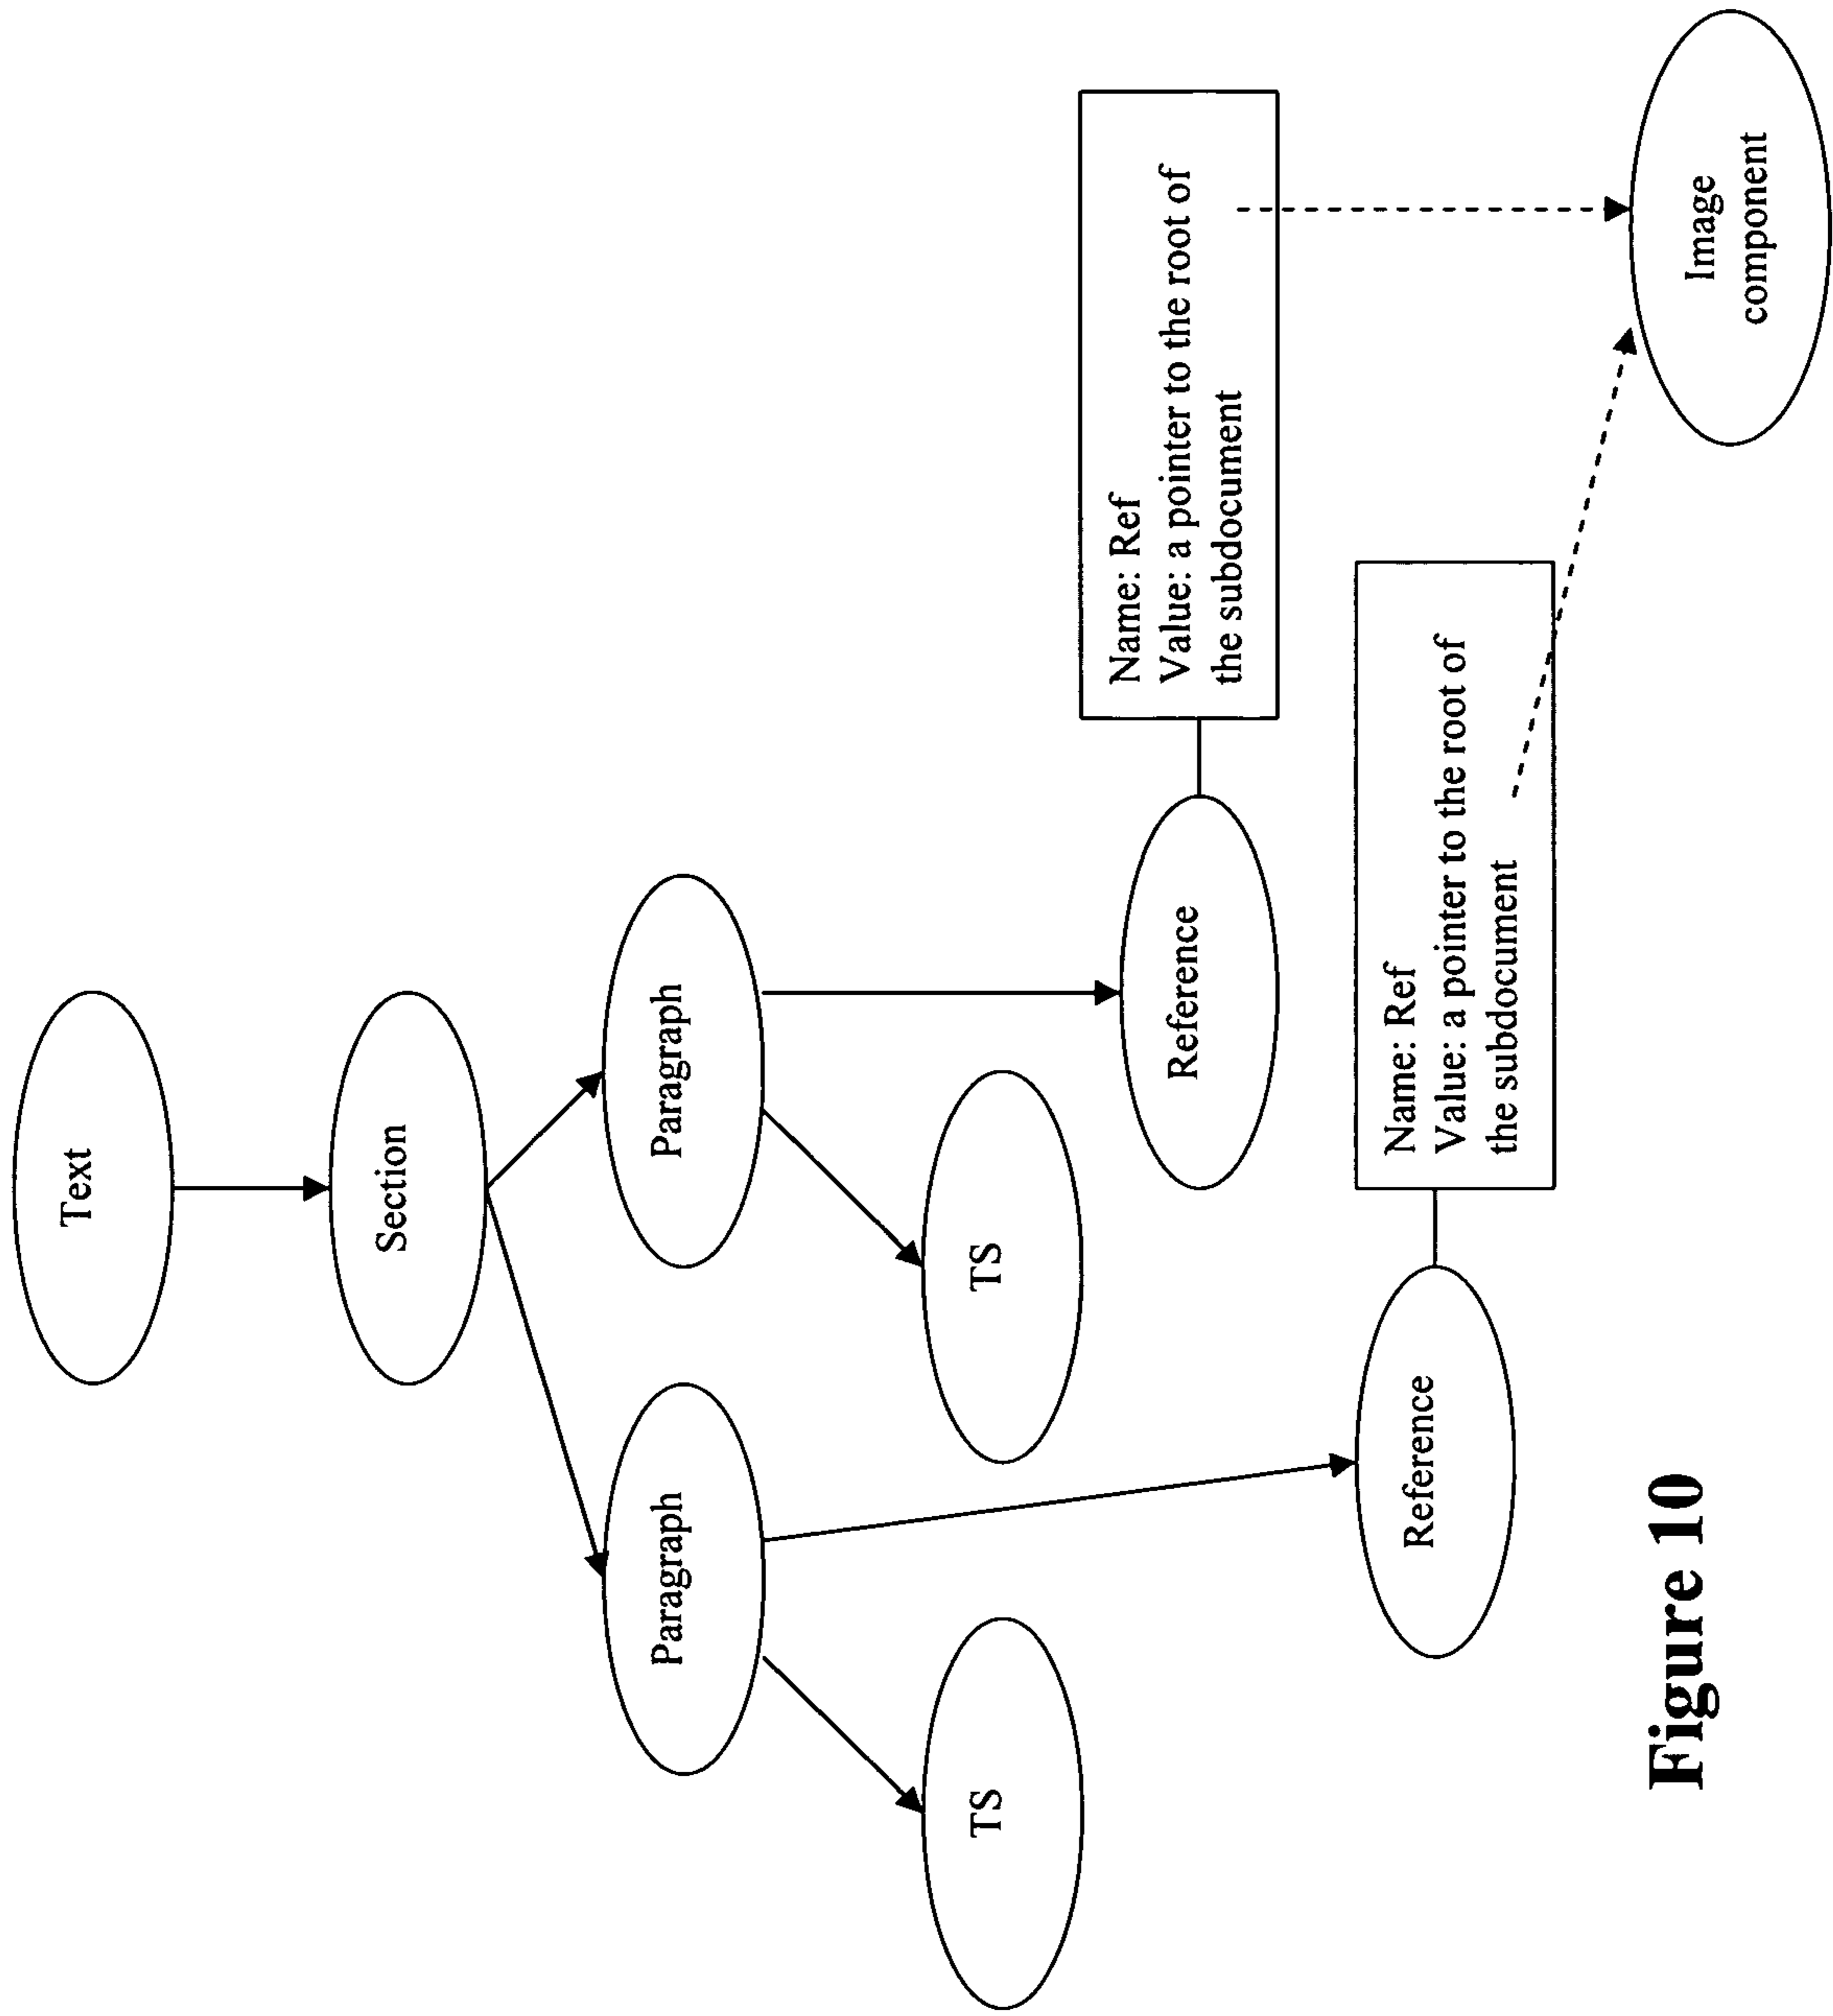 Text
Section
Paragraph
Paragraph
TS
TS
Reference
Name: Ref
Value: a pointer to the root of
the subdocument
Reference
Name: Ref
Value: a pointer to the root of
the subdocument
Image
component
Figure 10